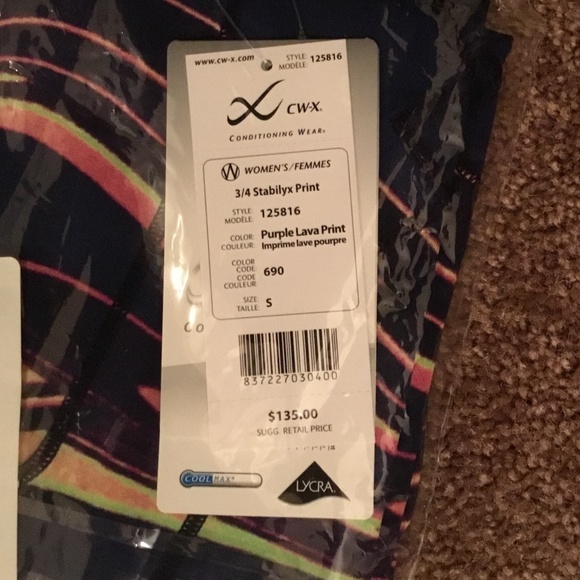 www.cw-x.com
STYLE: 125816
MODÈLE:
CW-X®
CONDITIONING WEAR®
W WOMEN'S/FEMMES
3/4 Stabilyx Print
STYLE: 125816
MODÈLE:
COLOR: Purple Lava Print
COULEUR: Imprime lave pourpre
COLOR
CODE: 690
CODE
COULEUR:
SIZE: S
TAILLE:
837227030400
$135.00
SUGG. RETAIL PRICE
COOLMAX®
LYCRA®